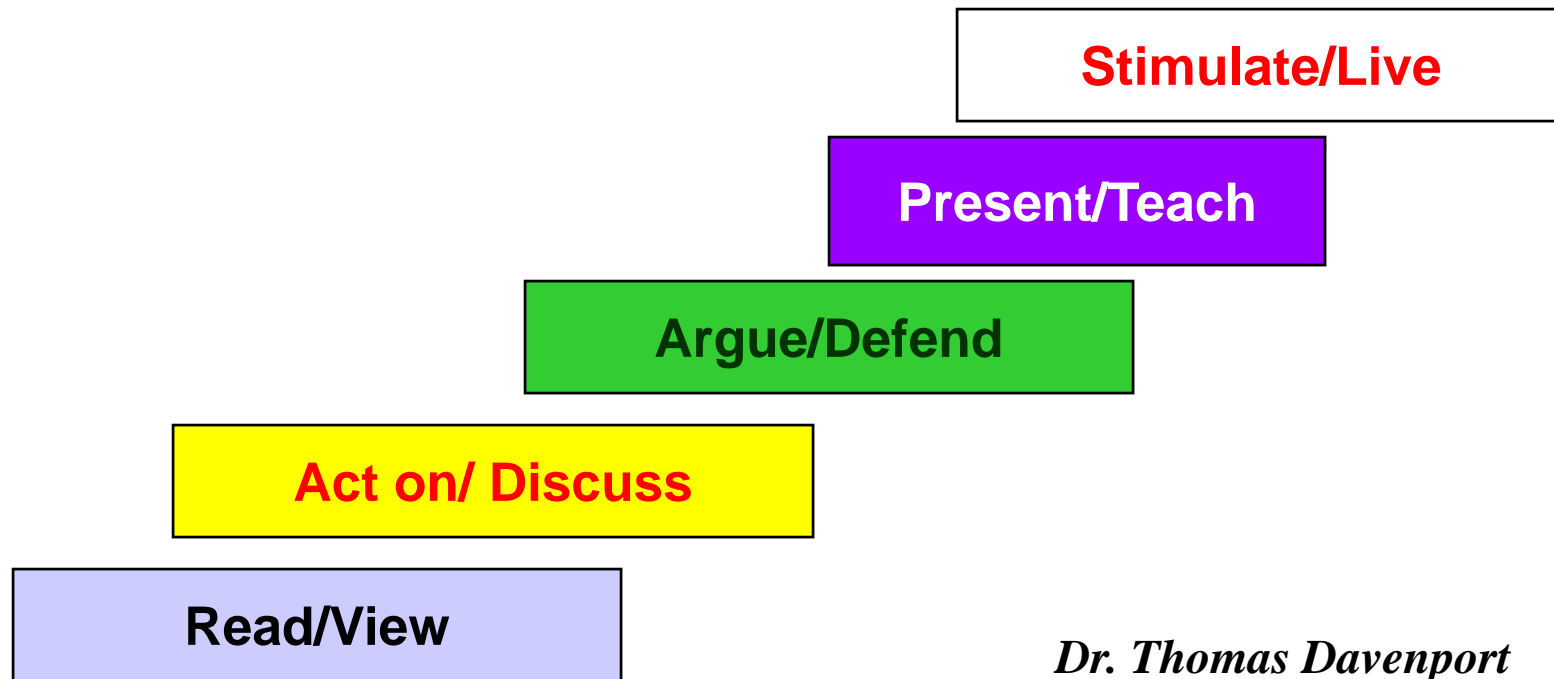 Stimulate/Live
Present/Teach
Argue/Defend
Act on/ Discuss
Read/View
Dr. Thomas Davenport